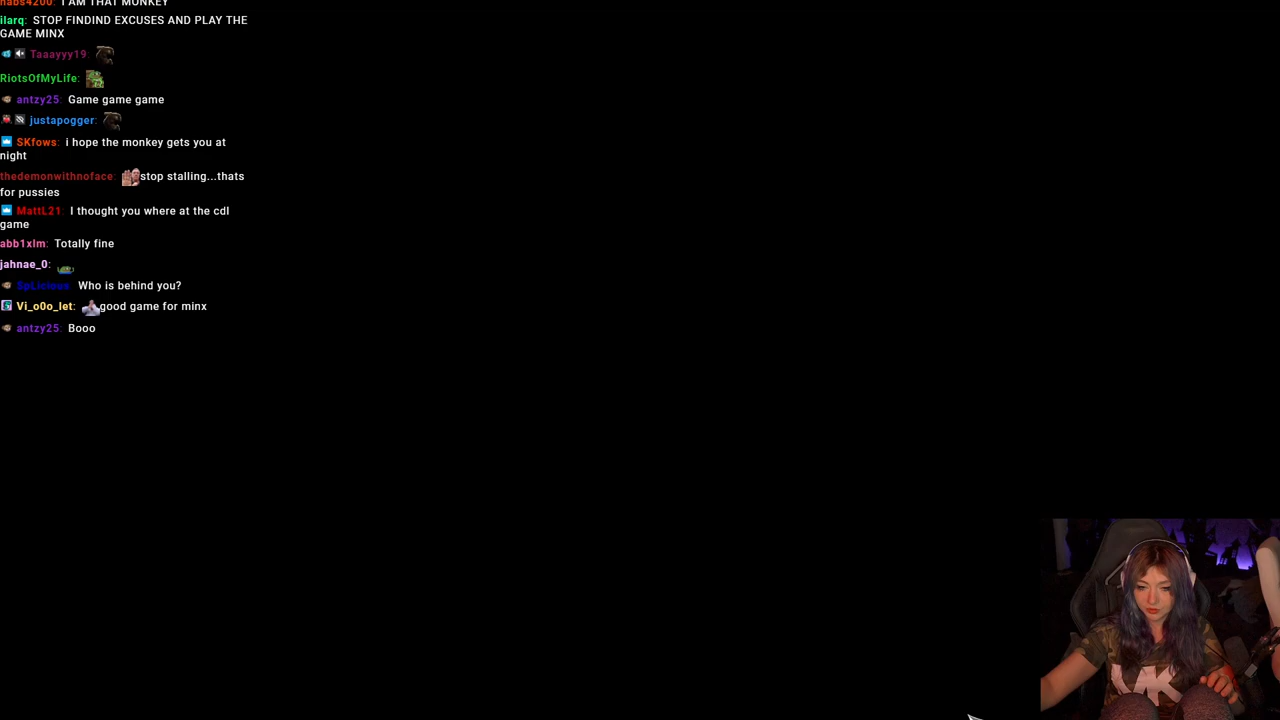 nabs4200: I AM THAT MONKEY
ilarq: STOP FINDIND EXCUSES AND PLAY THE
GAME MINX
Taaayyy19:
RiotsOfMyLife:
antzy25: Game game game
justapogger:
SKfows: i hope the monkey gets you at
night
thedemonwithnoface: stop stalling...thats
for pussies
MattL21: I thought you where at the cdl
game
abb1xlm: Totally fine
jahnae_0:
SpLicious: Who is behind you?
Vi_o0o_let: good game for minx
antzy25: Booo